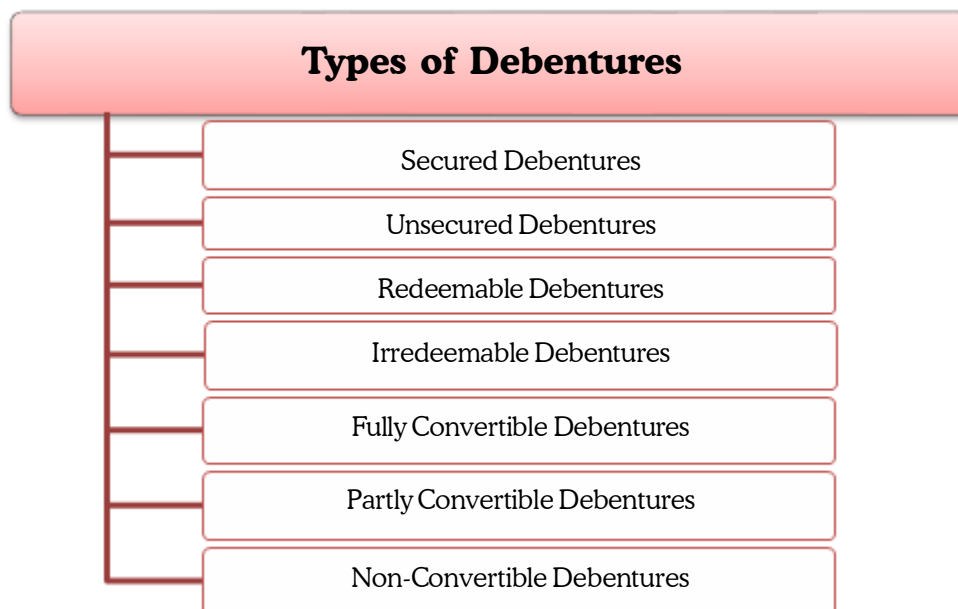 Types of Debentures
Secured Debentures
Unsecured Debentures
Redeemable Debentures
Irredeemable Debentures
Fully Convertible Debentures
Partly Convertible Debentures
Non-Convertible Debentures